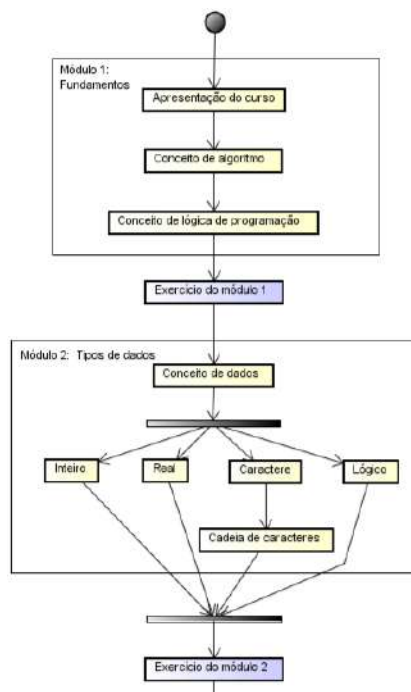 Módulo 1:
Fundamentos
Apresentação do curso
Conceito de algoritmo
Conceito de lógica de programação
Exercício do módulo 1
Módulo 2: Tipos de dados
Conceito de dados
Inteiro
Real
Caractere
Lógico
Cadeia de caracteres
Exercício do módulo 2